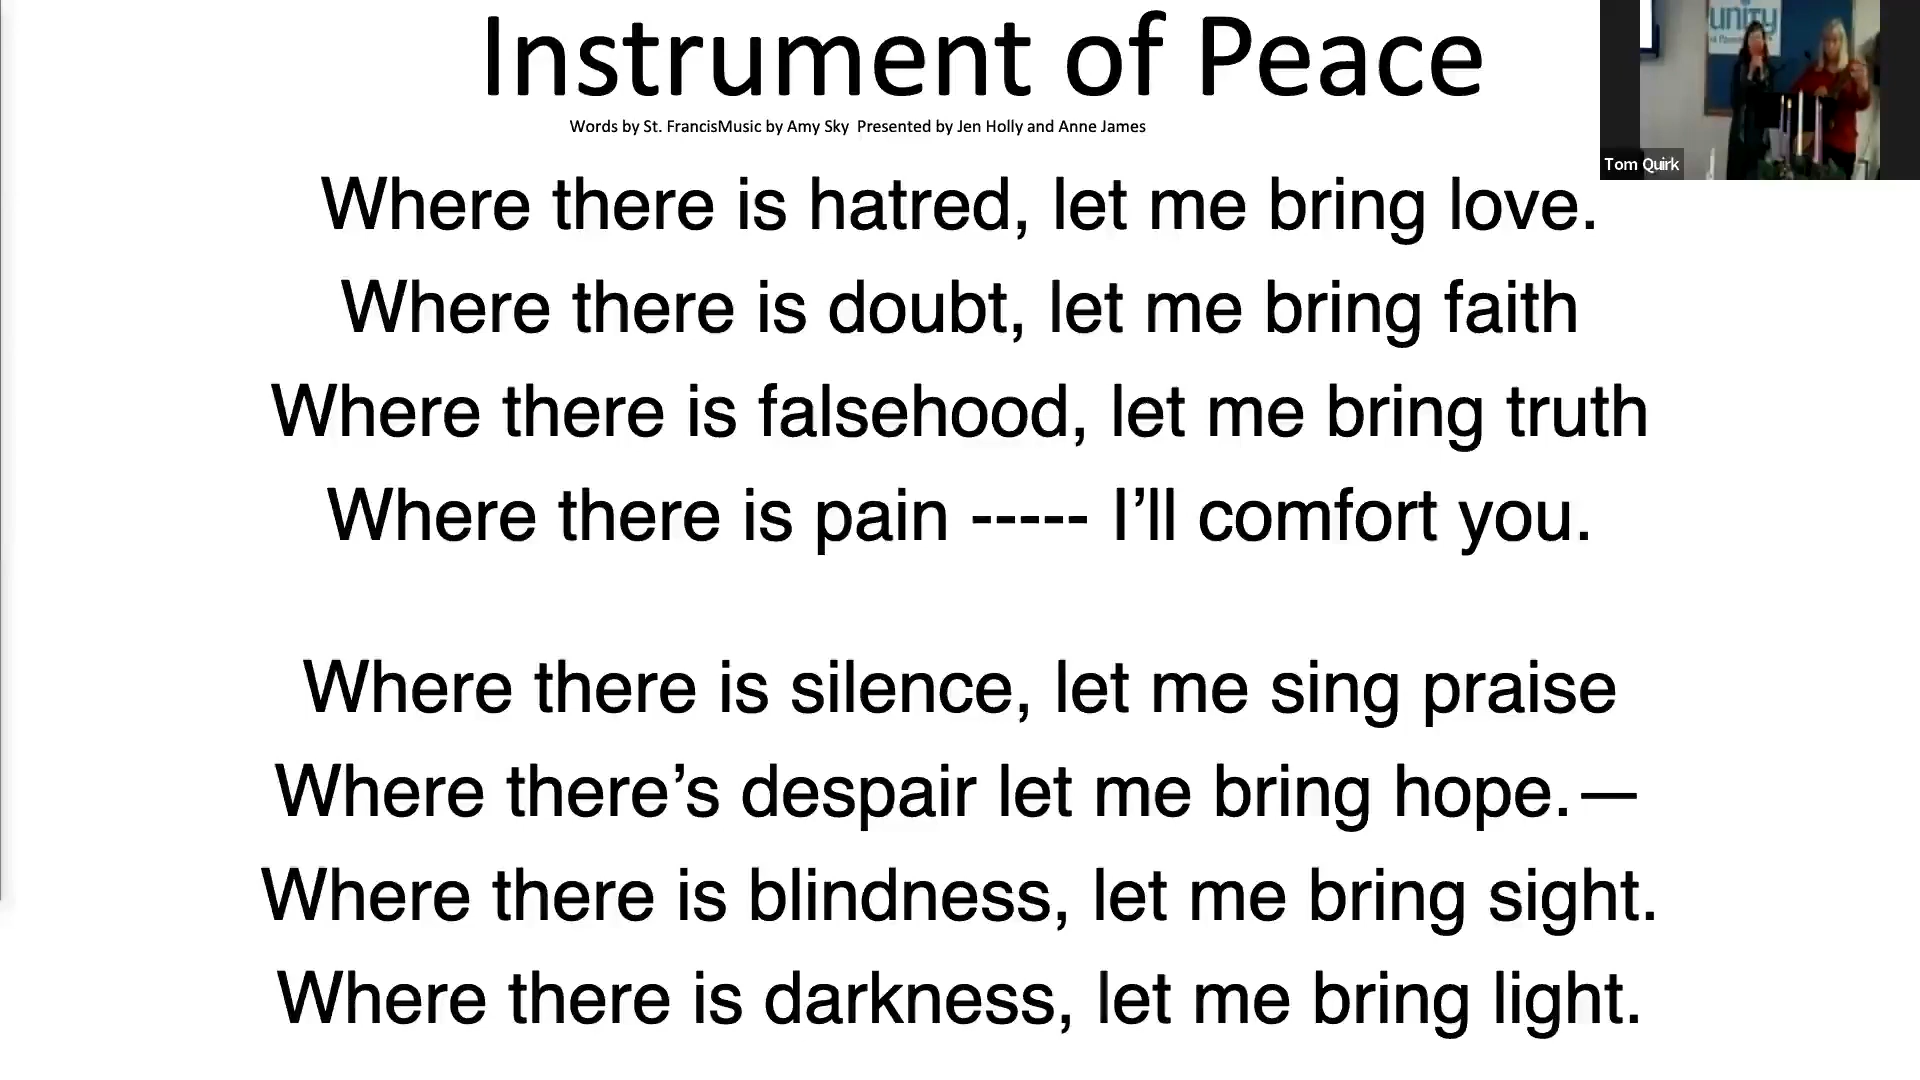 Instrument of Peace
Words by St. FrancisMusic by Amy Sky  Presented by Jen Holly and Anne James
Where there is hatred, let me bring love.
Where there is doubt, let me bring faith
Where there is falsehood, let me bring truth
Where there is pain ----- I’ll comfort you.
Where there is silence, let me sing praise
Where there’s despair let me bring hope.—
Where there is blindness, let me bring sight.
Where there is darkness, let me bring light.
unity
Tom Quirk